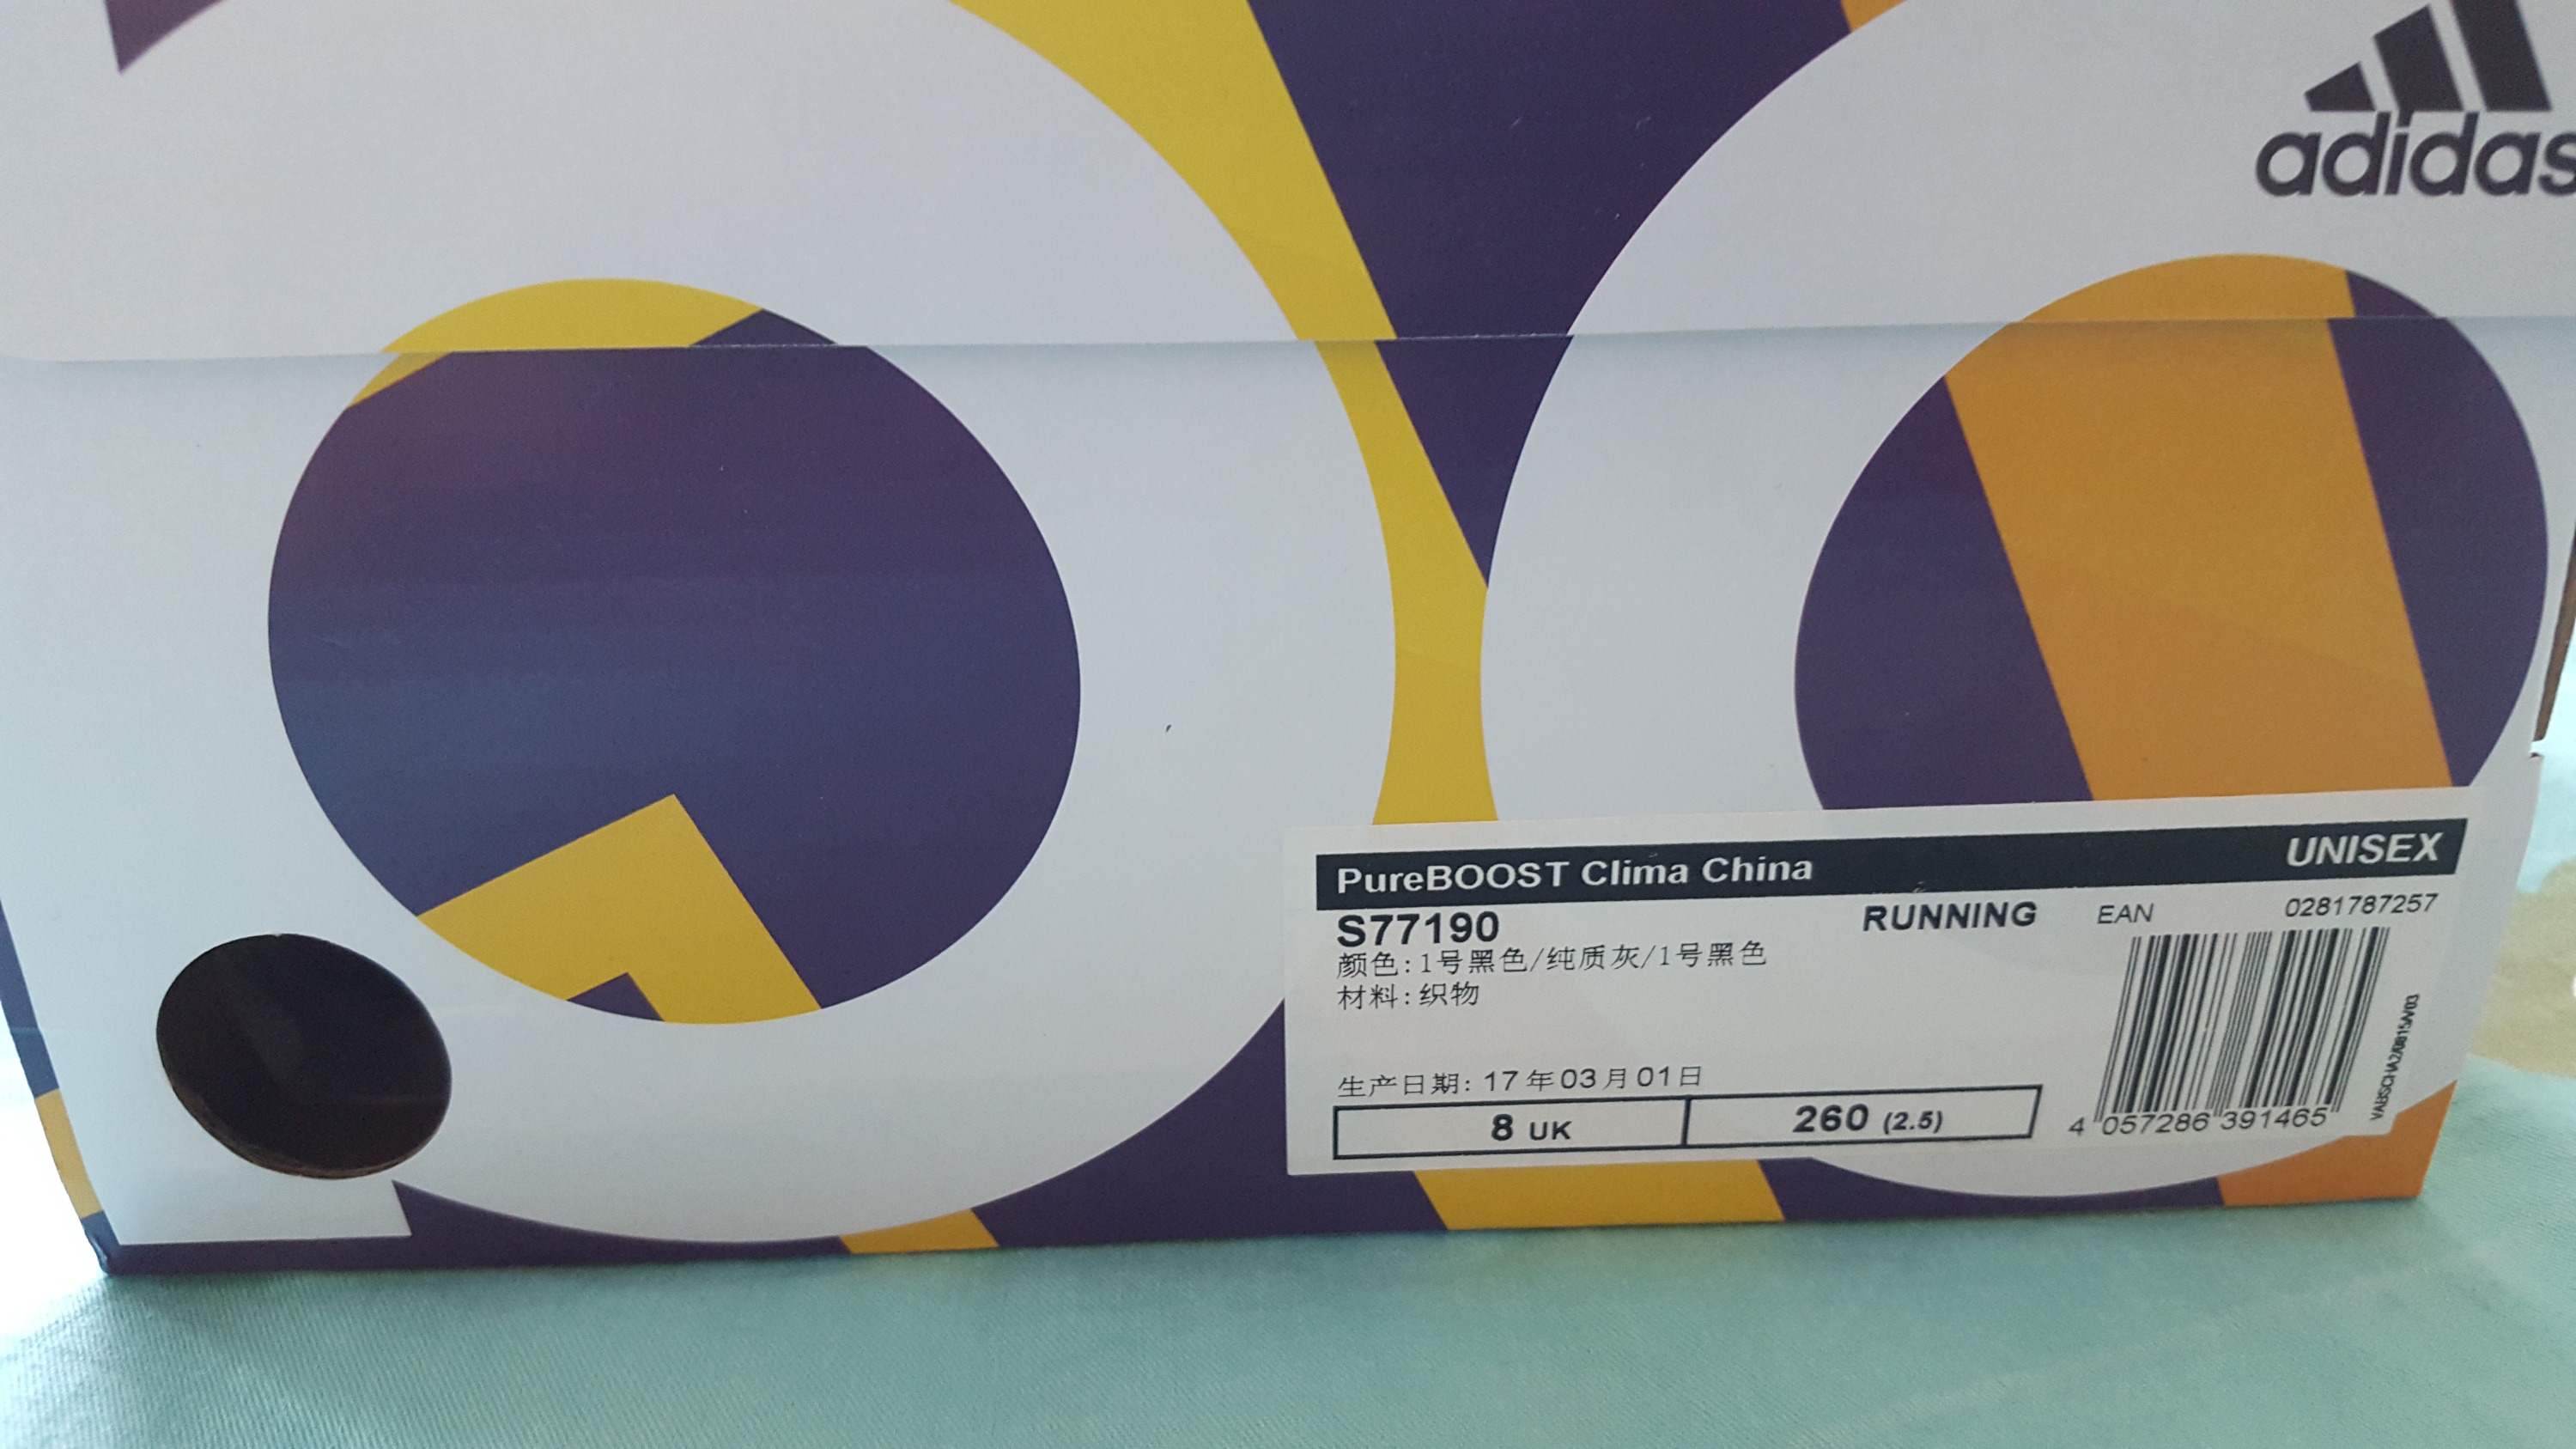 adidas
PureBOOST Clima China UNISEX
S77190 RUNNING EAN 0281787257
颜色:1号黑色/纯质灰/1号黑色
材料:织物
生产日期: 17年03月01日
8 UK 260 (2.5)
4 057286 391465